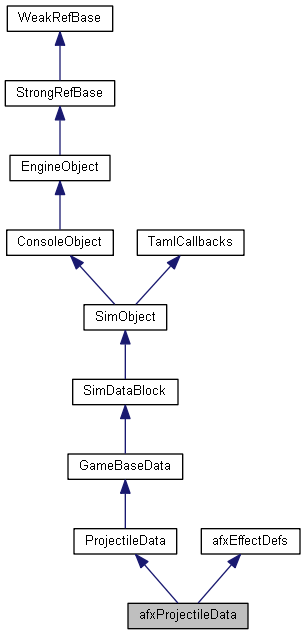 WeakRefBase
StrongRefBase
EngineObject
ConsoleObject
TamlCallbacks
SimObject
SimDataBlock
GameBaseData
ProjectileData
afxEffectDefs
afxProjectileData